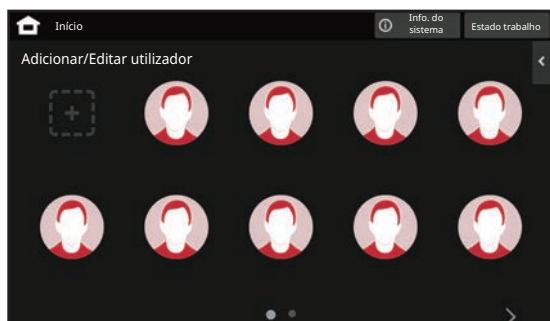 Início
Info. do
sistema
Estado trabalho
Adicionar/Editar utilizador